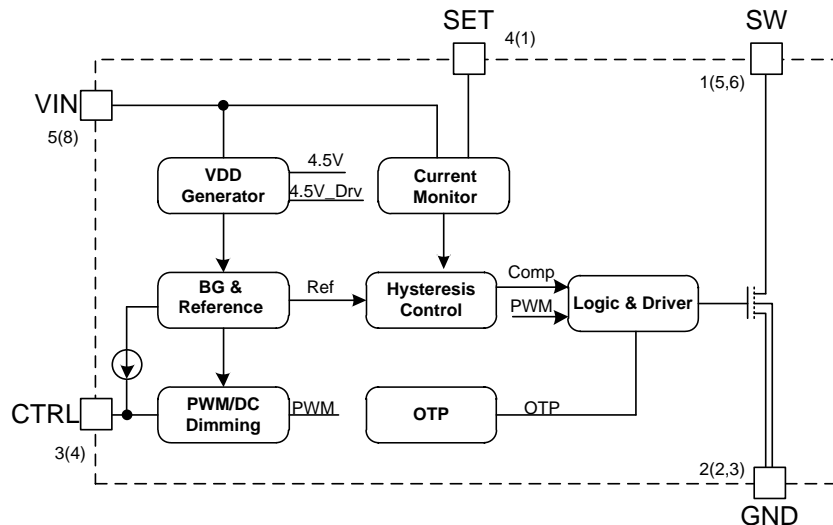 SET
4(1)
SW
1(5,6)
VIN
5(8)
VDD
Generator
4.5V
4.5V_Drv
Current
Monitor
BG &
Reference
Ref
Hysteresis
Control
Comp
PWM
Logic & Driver
CTRL
3(4)
PWM/DC
Dimming
PWM
OTP
OTP
2(2,3)
GND